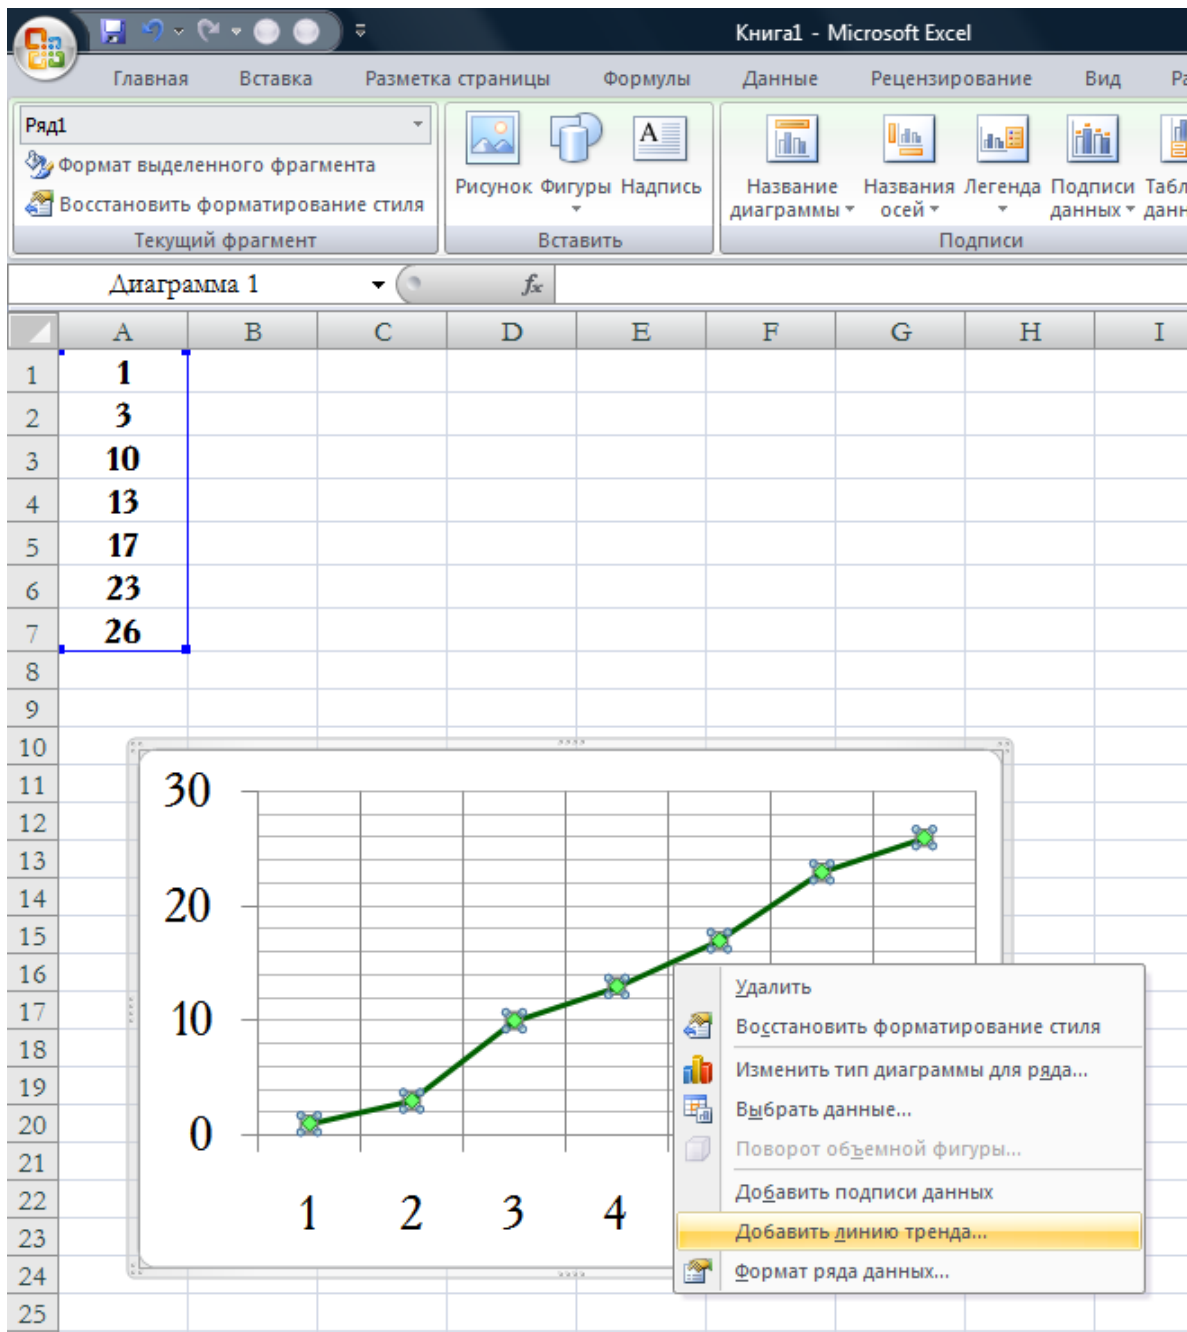 Книга1 - Microsoft Excel
Главная Вставка Разметка страницы Формулы Данные Рецензирование Вид
Ряд1
Формат выделенного фрагмента
Восстановить форматирование стиля
Текущий фрагмент
Рисунок Фигуры Надпись
Вставить
Название диаграммы
Названия осей
Легенда
Подписи данных
Подписи
Диаграмма 1 fx
A B C D E F G H I
1 1
2 3
3 10
4 13
5 17
6 23
7 26
8
9
10
11
12
13
14
15
16
17
18
19
20
21
22
23
24
25
30
20
10
0
1 2 3 4
Удалить
Восстановить форматирование стиля
Изменить тип диаграммы для ряда...
Выбрать данные...
Поворот объемной фигуры...
Добавить подписи данных
Добавить линию тренда...
Формат ряда данных...